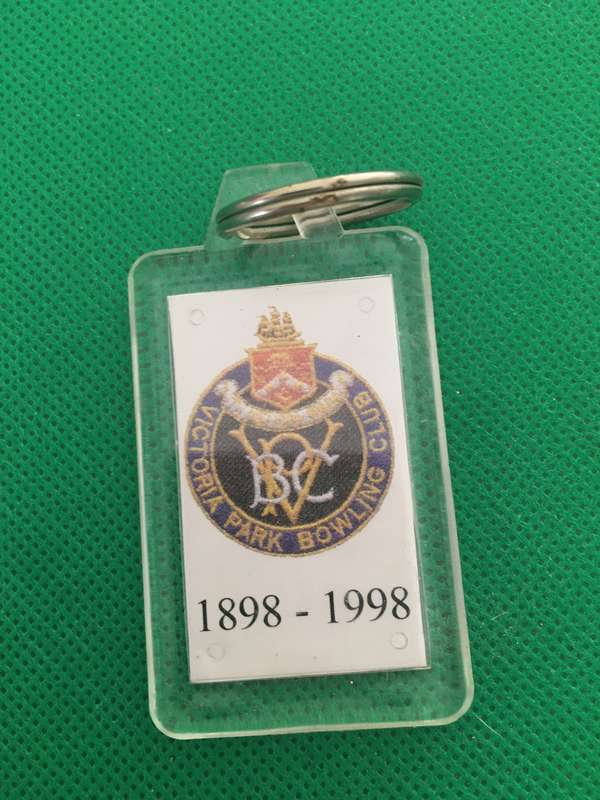 VICTORIA PARK BOWLING CLUB
VPBC
1898 - 1998